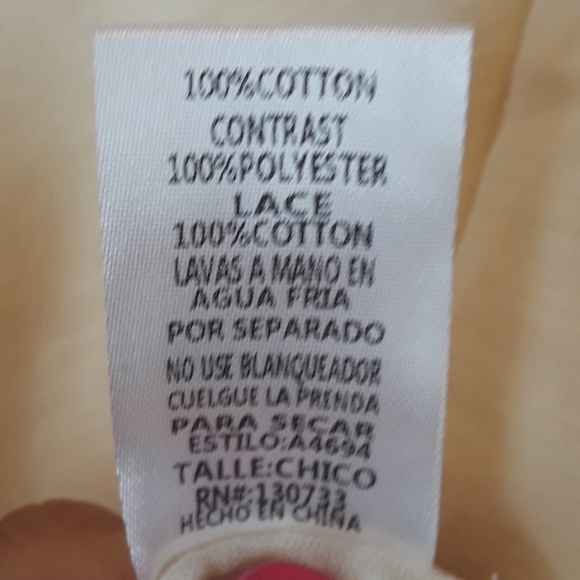 100%COTTON
CONTRAST
100%POLYESTER
LACE
100%COTTON
LAVAS A MANO EN
AGUA FRIA
POR SEPARADO
NO USE BLANQUEADOR
CUELGUE LA PRENDA
PARA SECAR
ESTILO:A4694
TALLE:CHICO
RN#:130733
HECHO EN CHINA